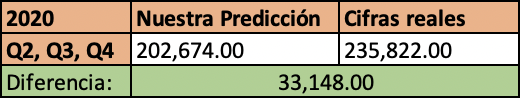 2020 Nuestra Predicción Cifras reales
Q2, Q3, Q4 202,674.00 235,822.00
Diferencia: 33,148.00